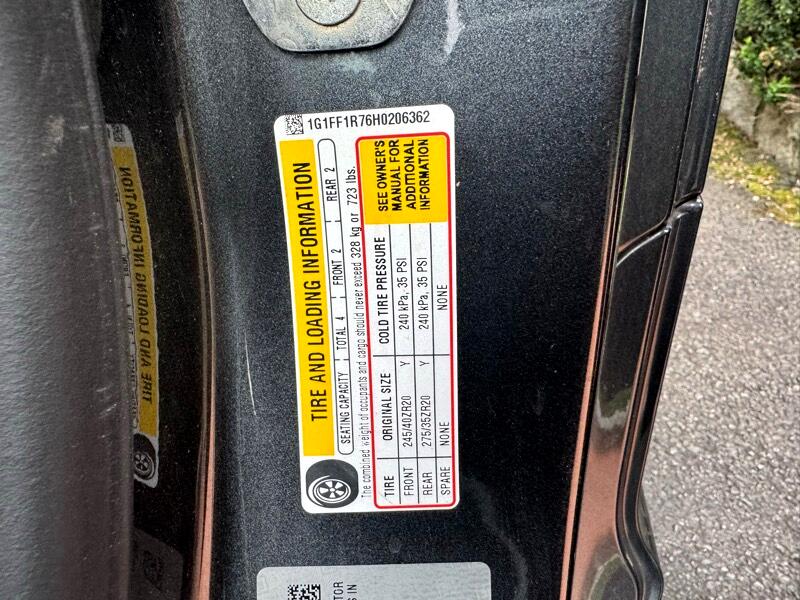 1G1FF1R76H0206362
TIRE AND LOADING INFORMATION
SEATING CAPACITY TOTAL 4 FRONT 2 REAR 2
The combined weight of occupants and cargo should never exceed 328 kg or 723 lbs.
TIRE ORIGINAL SIZE COLD TIRE PRESSURE
FRONT 245/40ZR20 Y 240 kPa, 35 PSI
REAR 275/35ZR20 Y 240 kPa, 35 PSI
SPARE NONE NONE
SEE OWNER'S
MANUAL FOR
ADDITIONAL
INFORMATION
TIRE AND LOADING INFORMATION
TOR
S IN